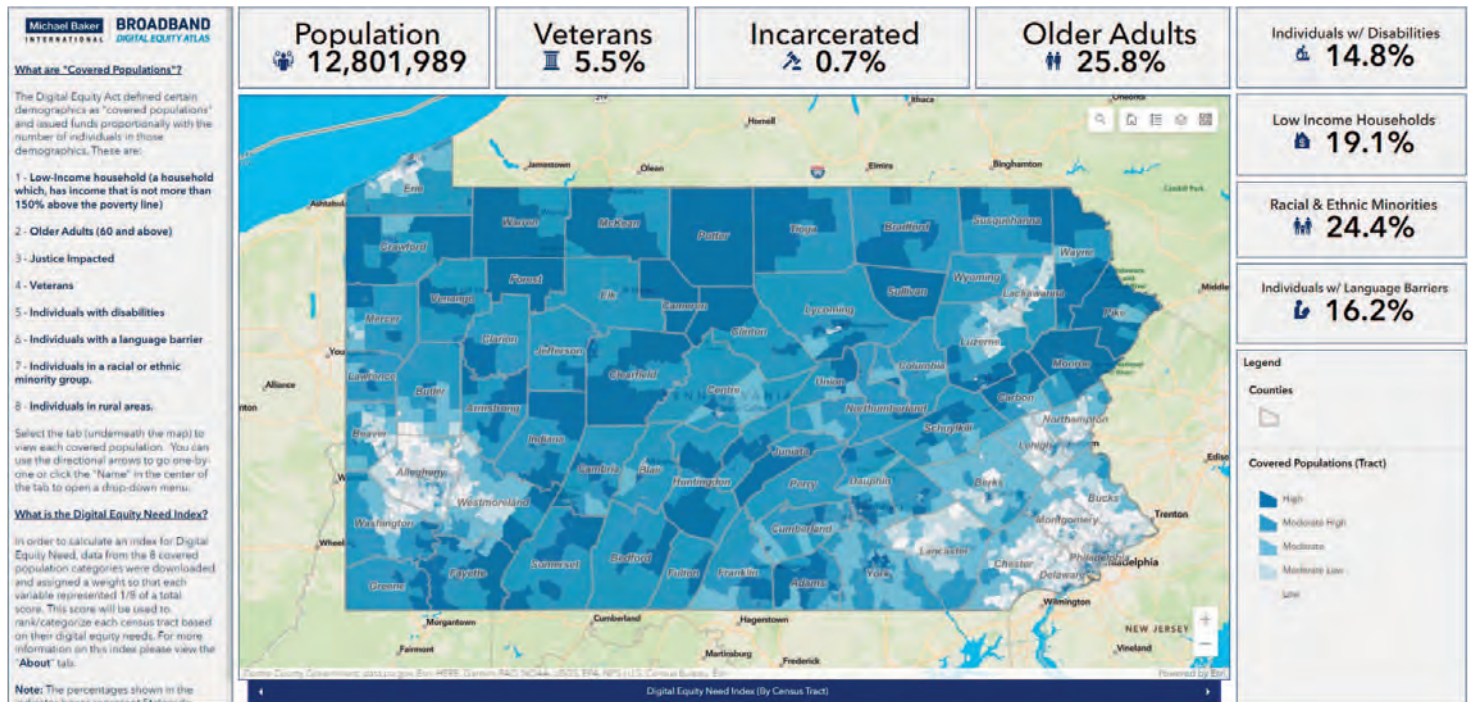 Michael Baker
INTERNATIONAL
BROADBAND
DIGITAL EQUITY ATLAS
What are "Covered Populations"?
The Digital Equity Act defined certain
demographics as "covered populations"
and issued funds proportionally with the
number of individuals in those
demographics. These are:
1 - Low-Income household (a household
which, has income that is not more than
150% above the poverty line)
2 - Older Adults (60 and above)
3 - Justice Impacted
4 - Veterans
5 - Individuals with disabilities
6 - Individuals with a language barrier
7 - Individuals in a racial or ethnic
minority group.
8 - Individuals in rural areas.
Select the tab (underneath the map) to
view each covered population. You can
use the directional arrows to go one-by-
one or click the "Name" in the center of
the tab to open a drop-down menu.
What is the Digital Equity Need Index?
In order to calculate an index for Digital
Equity Need, data from the 8 covered
population categories were downloaded
and assigned a weight so that each
variable represented 1/8 of a total
score. This score will be used to
rank/categorize each census tract based
on their digital equity needs. For more
information on this index please view the
"About" tab.
Note: The percentages shown in the
Population
12,801,989
Veterans
5.5%
Incarcerated
0.7%
Older Adults
25.8%
Individuals w/ Disabilities
14.8%
Low Income Households
19.1%
Racial & Ethnic Minorities
24.4%
Individuals w/ Language Barriers
16.2%
Ithaca
Oneonta
Hornell
Jamestown
Olean
Elmira
Binghamton
Catskill Park
Erie
Ashtabul
Warren
McKean
Potter
Tioga
Bradford
Susquehanna
Crawford
Wayne
Forest
Wyoming
Lackawanna
Venango
Elk
Cameron
Sullivan
Middle
Mercer
Lycoming
Pike
Clarion
Clinton
Luzerne
You
Jefferson
Columbia
Monroe
Lawrence
Clearfield
Centre
Union
Alliance
Butler
Carbon
nton
Armstrong
Northumberland
Northampton
Beaver
Indiana
Schuylkill
Lehigh
Juniata
Edis
Allegheny
Cambria
Blair
Huntingdon
Perry
Dauphin
Berks
Westmoreland
Bucks
Washington
Cumberland
Montgomery
Trenton
Wheel
Lancaster
Philadelphia
Chester
Delaware
Bedford
Somerset
Fulton
Franklin
Adams
York
Greene
Fayette
Wilmington
Morgantown
Cumberland
Hagerstown
NEW JERSEY
Fairmont
Martinsburg
Frederick
Vineland
Powered by Esri
Digital Equity Need Index (By Census Tract)
Legend
Counties
Covered Populations (Tract)
High
Moderate High
Moderate
Moderate Low
Low